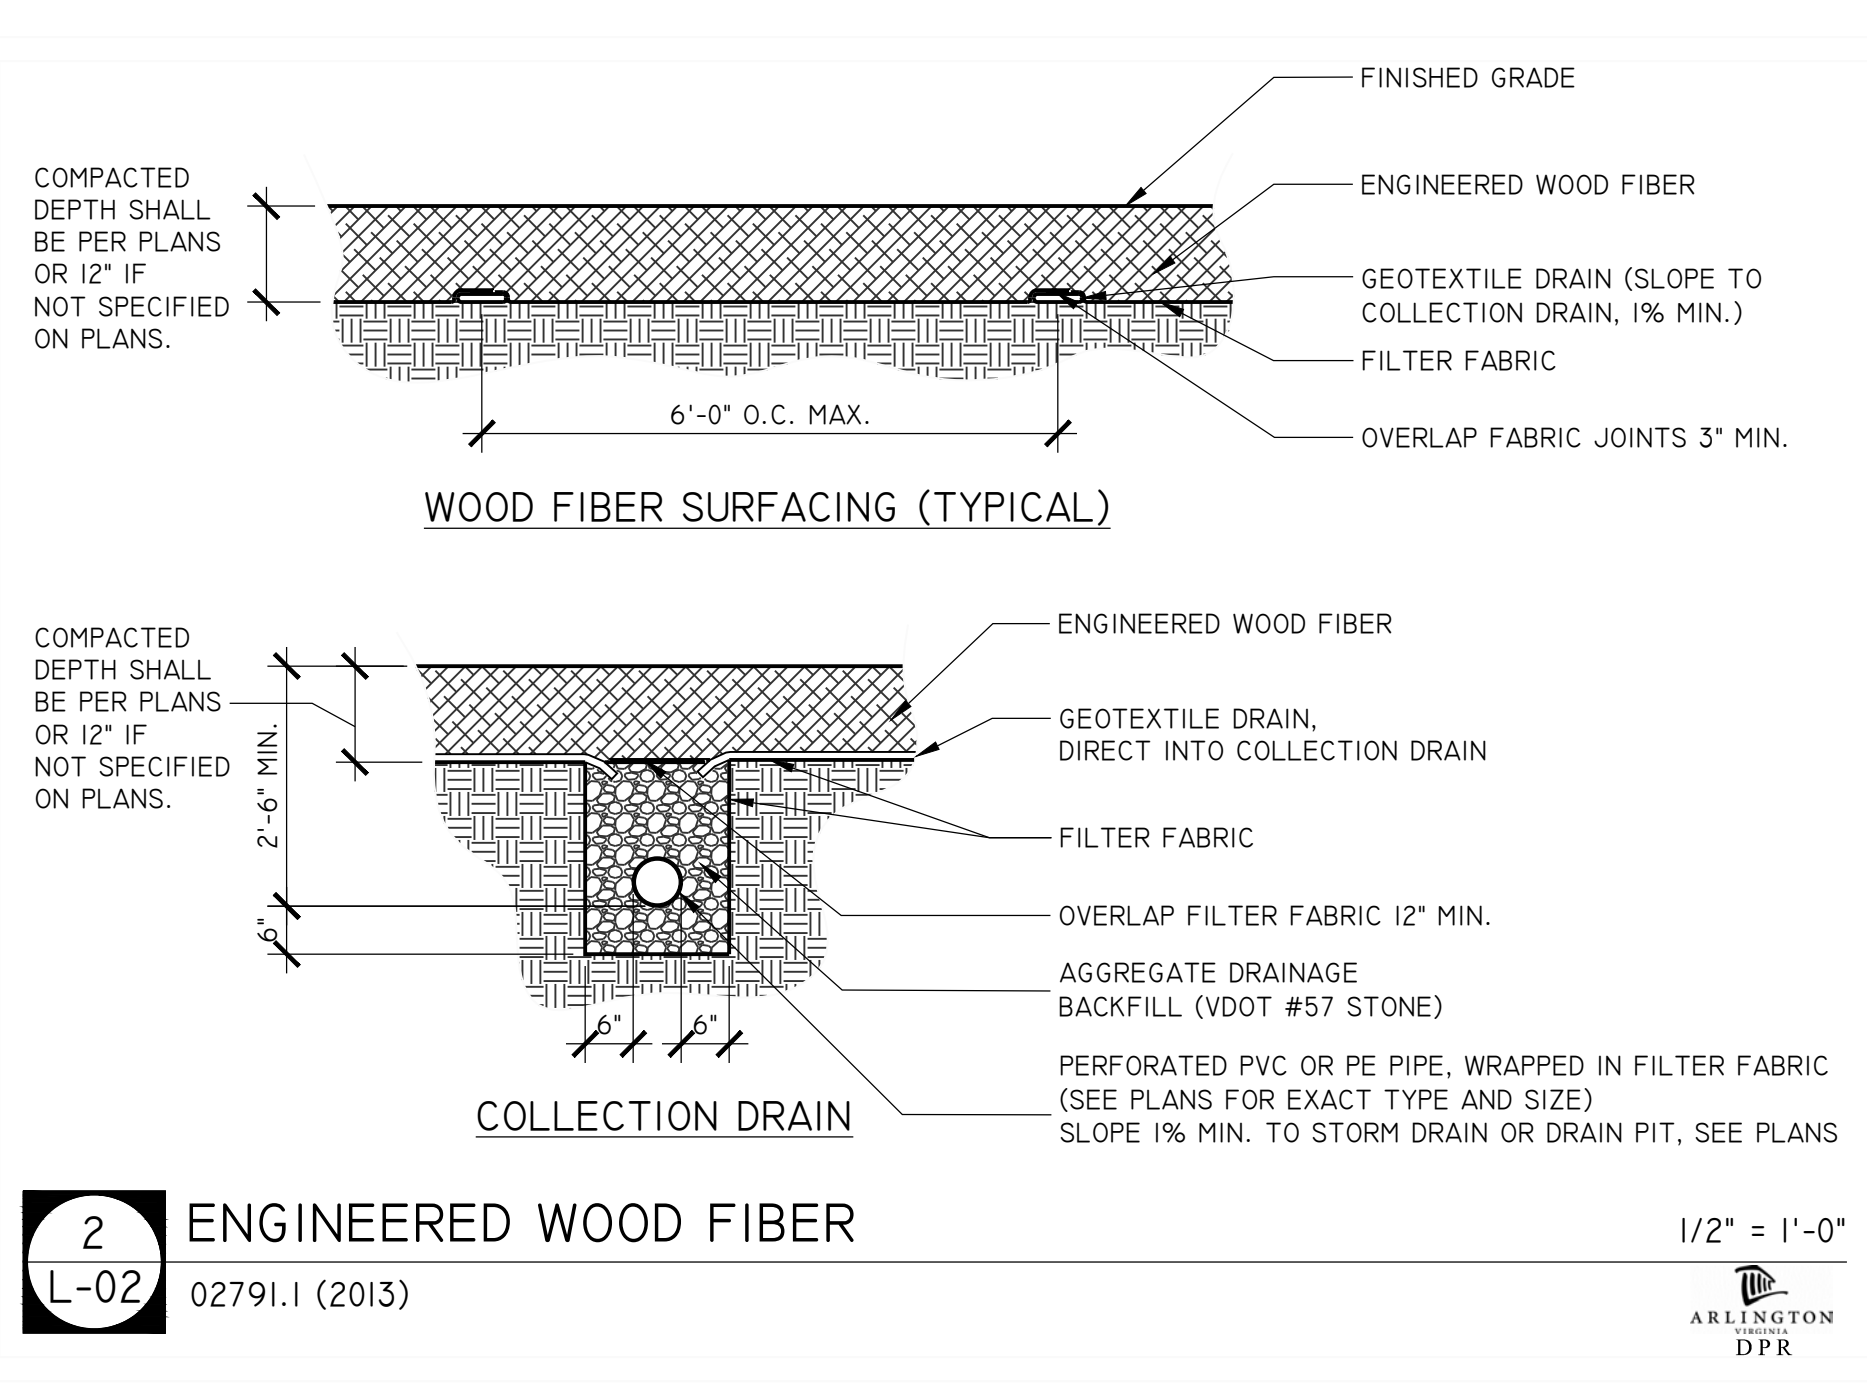 FINISHED GRADE
COMPACTED
DEPTH SHALL
BE PER PLANS
OR 12" IF
NOT SPECIFIED
ON PLANS.
ENGINEERED WOOD FIBER
GEOTEXTILE DRAIN (SLOPE TO
COLLECTION DRAIN, 1% MIN.)
FILTER FABRIC
6'-0" O.C. MAX.
OVERLAP FABRIC JOINTS 3" MIN.
WOOD FIBER SURFACING (TYPICAL)
COMPACTED
DEPTH SHALL
BE PER PLANS
OR 12" IF
NOT SPECIFIED
ON PLANS.
2'-6" MIN.
6"
ENGINEERED WOOD FIBER
GEOTEXTILE DRAIN,
DIRECT INTO COLLECTION DRAIN
FILTER FABRIC
OVERLAP FILTER FABRIC 12" MIN.
AGGREGATE DRAINAGE
BACKFILL (VDOT #57 STONE)
6"
6"
PERFORATED PVC OR PE PIPE, WRAPPED IN FILTER FABRIC
(SEE PLANS FOR EXACT TYPE AND SIZE)
SLOPE 1% MIN. TO STORM DRAIN OR DRAIN PIT, SEE PLANS
COLLECTION DRAIN
2
L-02
ENGINEERED WOOD FIBER
1/2" = 1'-0"
02791.1 (2013)
ARLINGTON
VIRGINIA
DPR